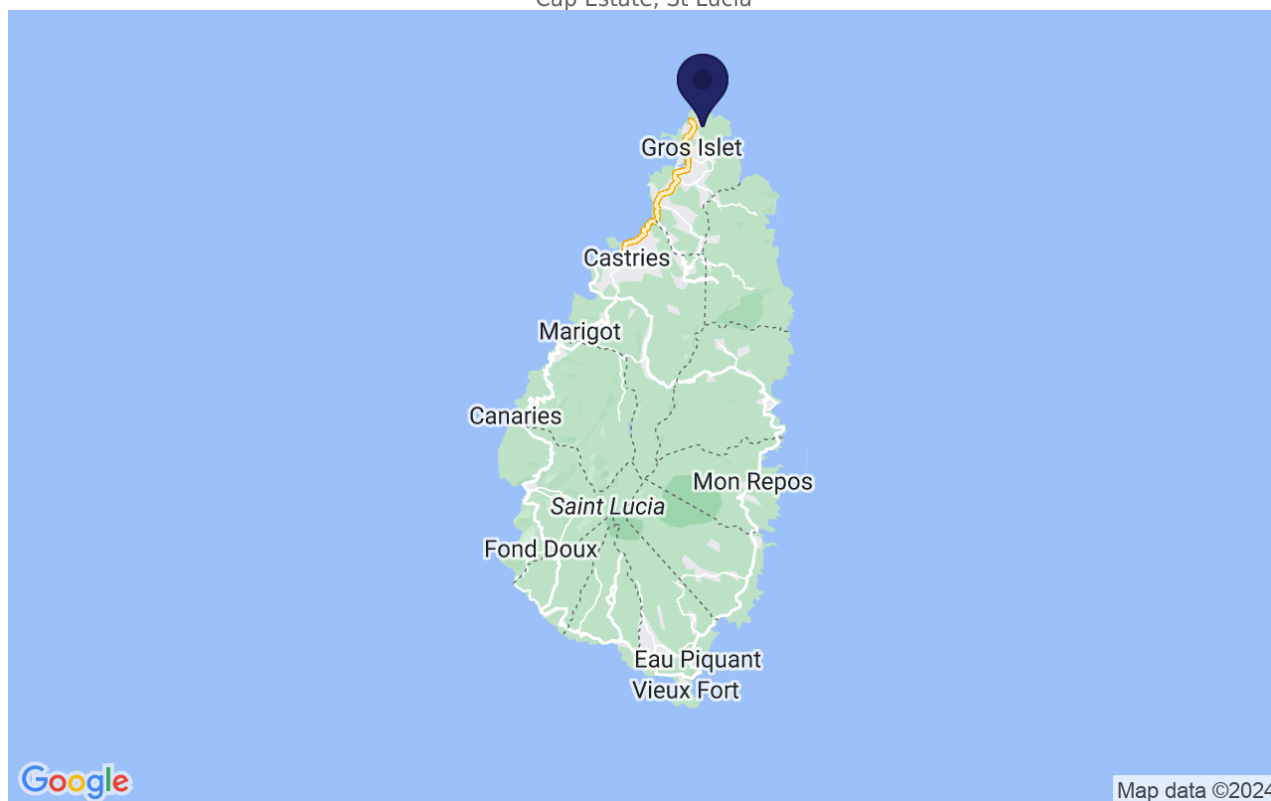 Cap Estate, St Lucia
Gros Islet
Castries
Marigot
Canaries
Mon Repos
Saint Lucia
Fond Doux
Eau Piquant
Vieux Fort
Google
Map data ©2024